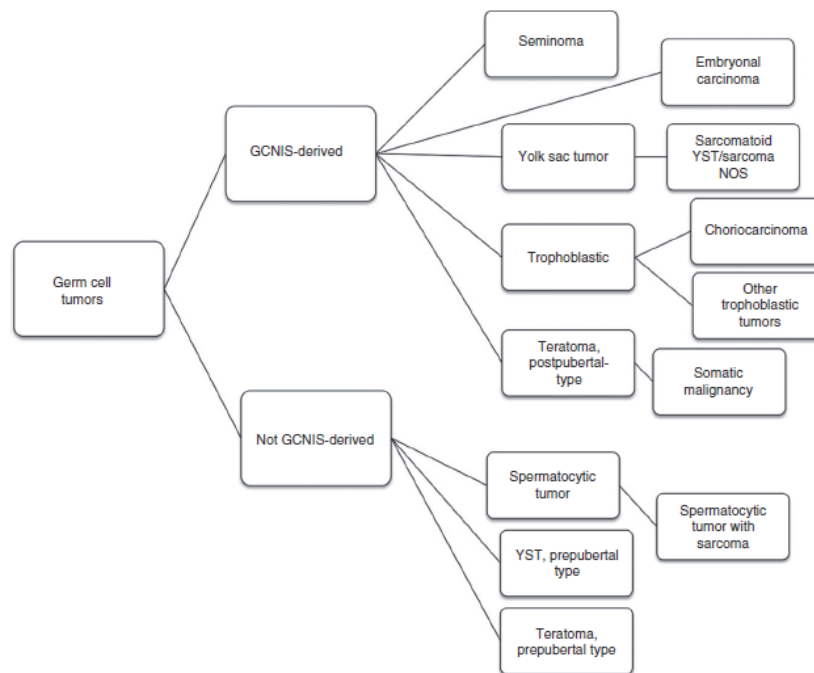 Seminoma
Embryonal
carcinoma
GCNIS-derived
Yolk sac tumor
Sarcomatoid
YST/sarcoma
NOS
Choriocarcinoma
Trophoblastic
Germ cell
tumors
Other
trophoblastic
tumors
Teratoma,
postpubertal-
type
Somatic
malignancy
Not GCNIS-derived
Spermatocytic
tumor
Spermatocytic
tumor with
sarcoma
YST, prepubertal
type
Teratoma,
prepubertal type